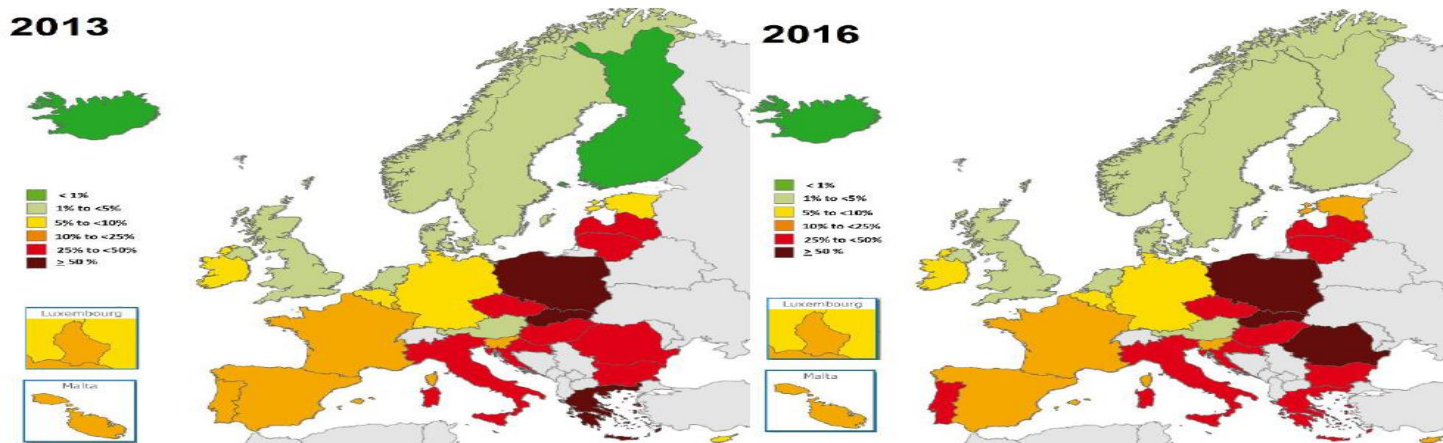 2013
< 1%
1% to <5%
5% to <10%
10% to <25%
25% to <50%
≥ 50 %
Luxembourg
Malta
2016
< 1%
1% to <5%
5% to <10%
10% to <25%
25% to <50%
≥ 50 %
Luxembourg
Malta